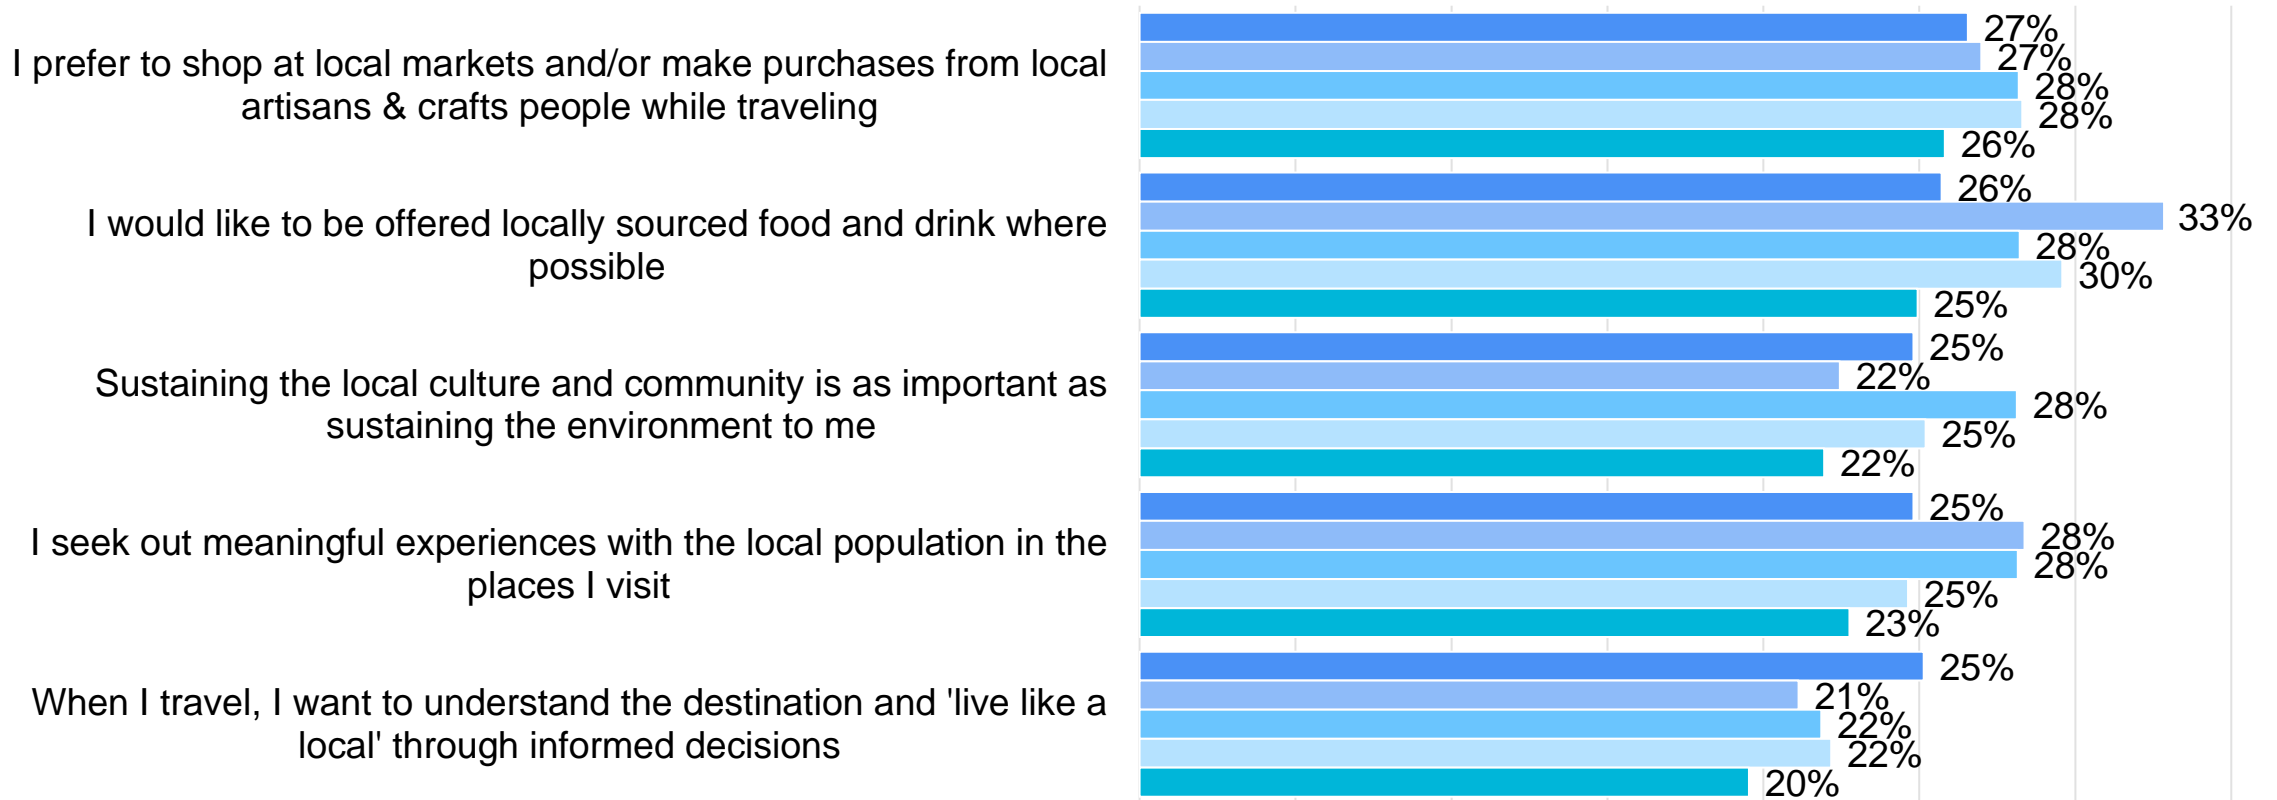 I prefer to shop at local markets and/or make purchases from local
artisans & crafts people while traveling
27%
27%
28%
28%
26%
I would like to be offered locally sourced food and drink where
possible
26%
33%
28%
30%
25%
Sustaining the local culture and community is as important as
sustaining the environment to me
25%
22%
28%
25%
22%
I seek out meaningful experiences with the local population in the
places I visit
25%
28%
28%
25%
23%
When I travel, I want to understand the destination and 'live like a
local' through informed decisions
25%
21%
22%
22%
20%